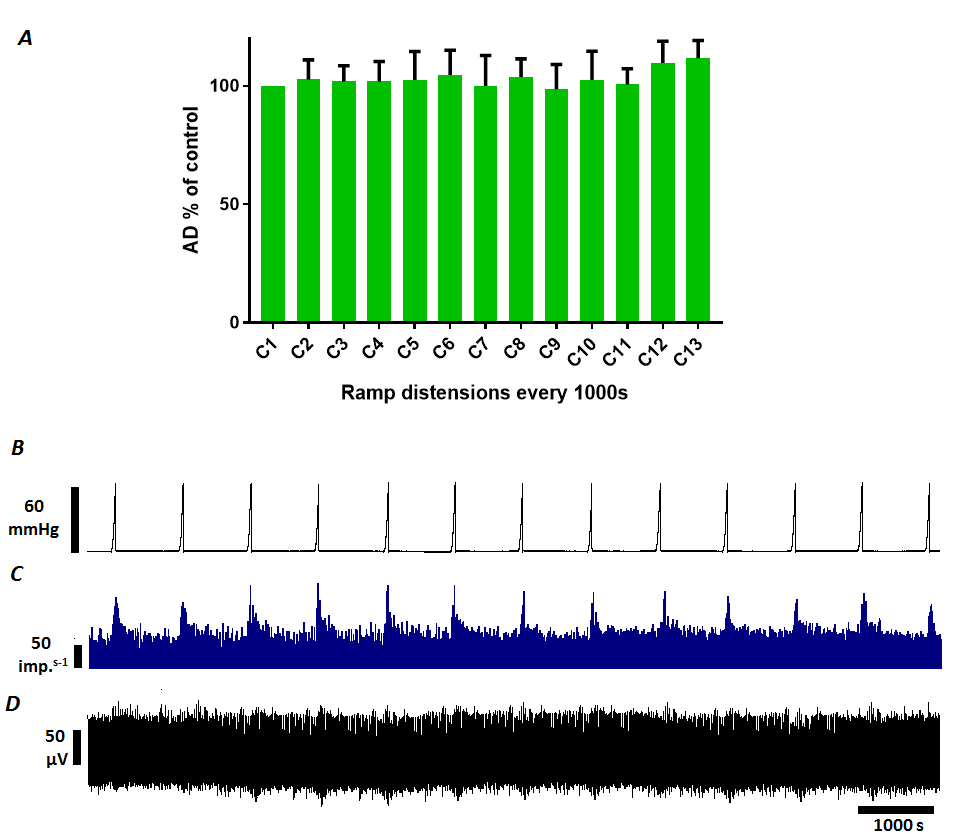 A
AD % of control
100
50
0
C1 C2 C3 C4 C5 C6 C7 C8 C9 C10 C11 C12 C13
Ramp distensions every 1000s
B
60
mmHg
C
50
imp.s-1
D
50
µV
1000 s